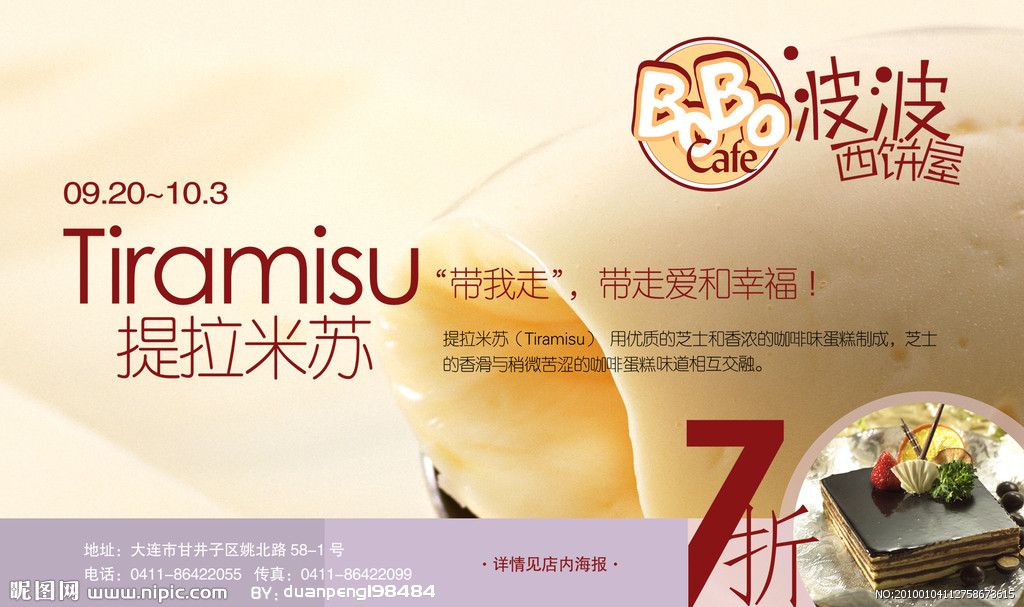 BoBo
Cafe
波波
西饼屋
09.20~10.3
Tiramisu
提拉米苏
“带我走”，带走爱和幸福！
提拉米苏（Tiramisu） 用优质的芝士和香浓的咖啡味蛋糕制成，芝士
的香滑与稍微苦涩的咖啡蛋糕味道相互交融。
7折
地址：大连市甘井子区姚北路 58-1 号
电话：0411-86422055 传真：0411-86422099
·详情见店内海报·
昵图网 www.nipic.com BY: duanpeng198484
NO:20100104112758673615